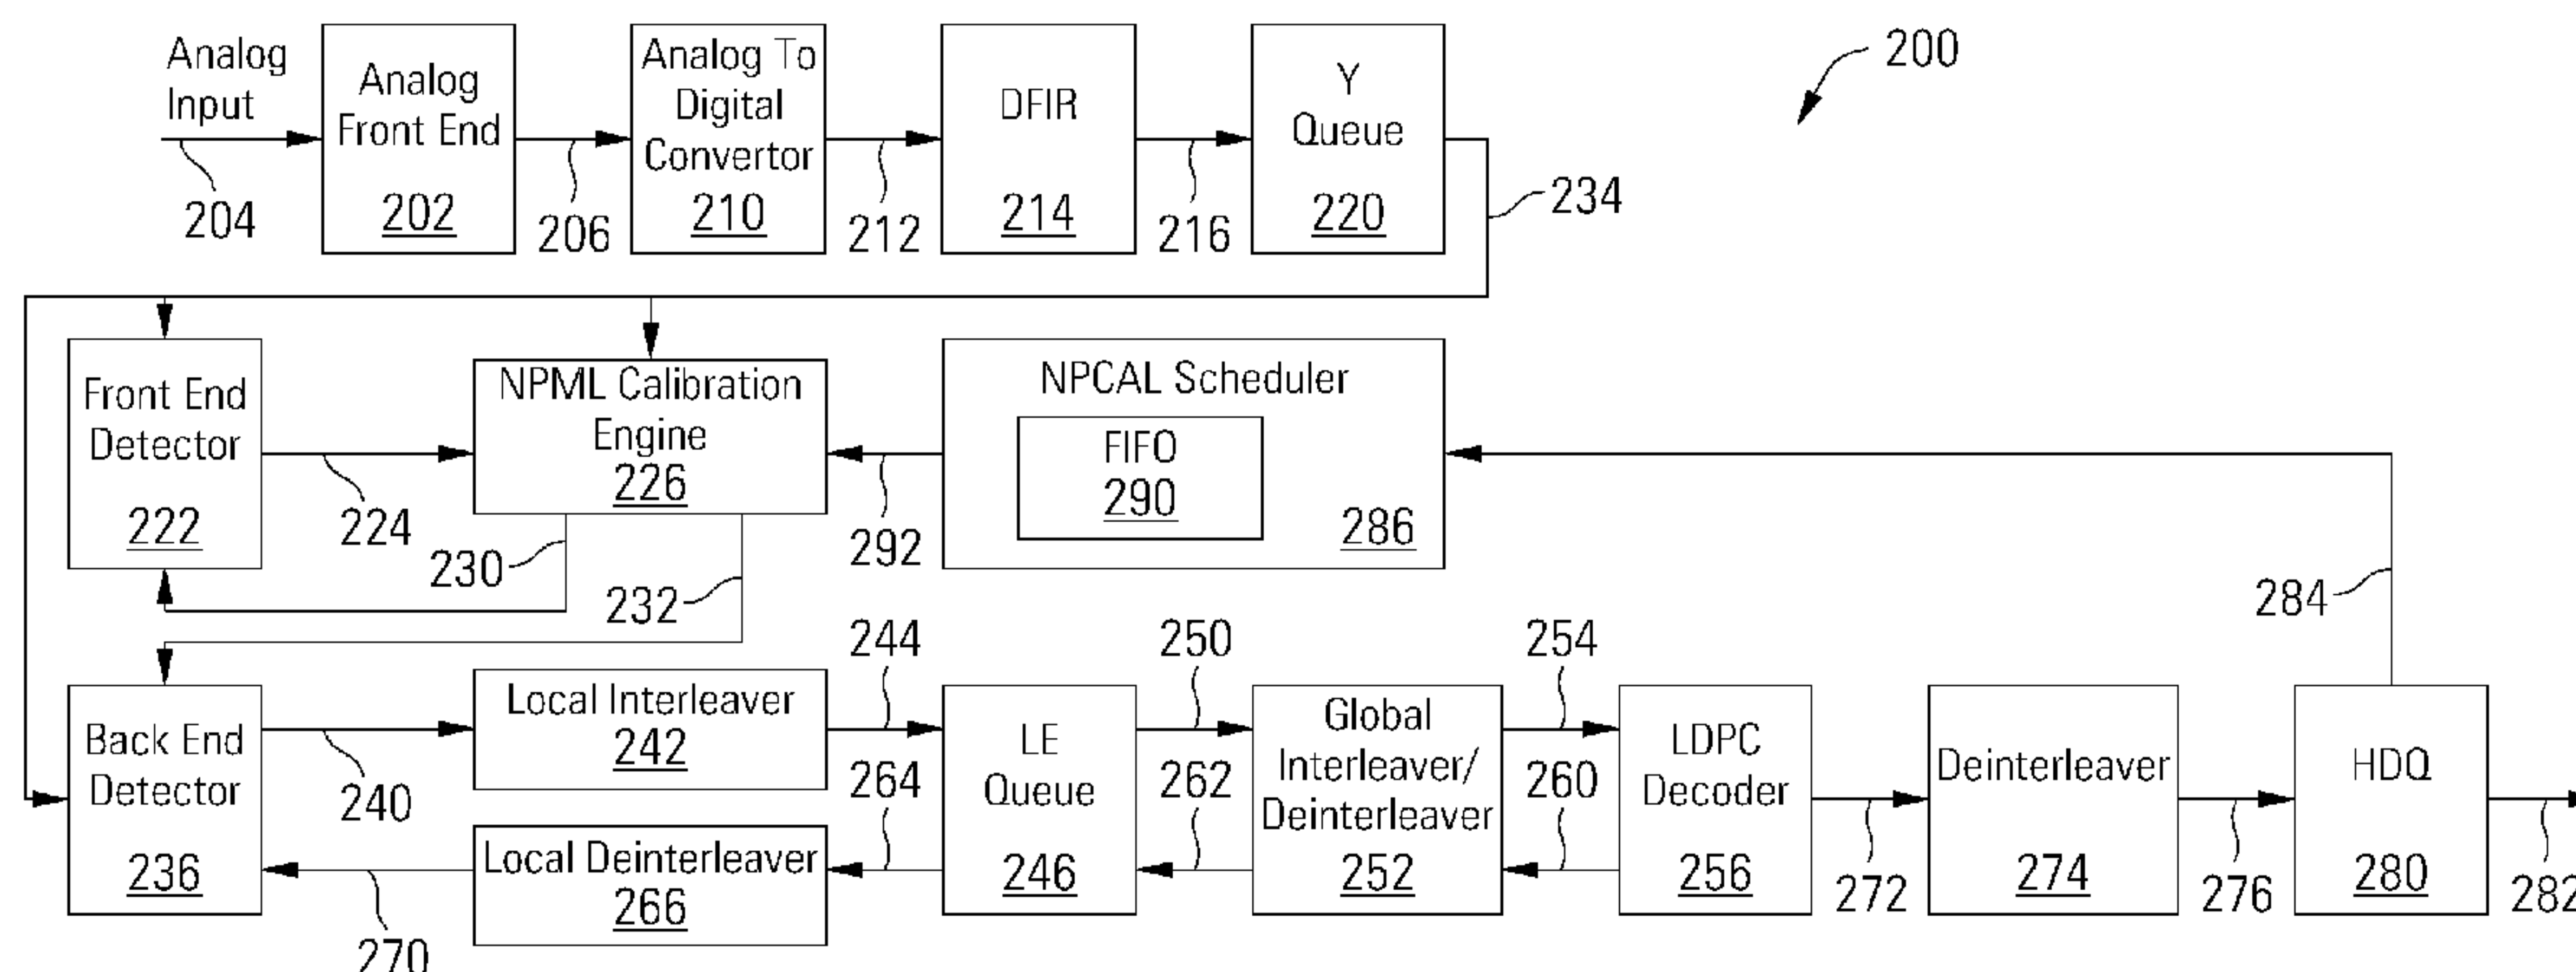 Analog
Input
204
Analog
Front End
202
206
Analog To
Digital
Convertor
210
212
DFIR
214
216
Y
Queue
220
234
200
Front End
Detector
222
224
NPML Calibration
Engine
226
230
232
292
NPCAL Scheduler
FIFO
290
286
284
Back End
Detector
236
240
270
Local Interleaver
242
Local Deinterleaver
266
244
264
LE
Queue
246
250
262
Global
Interleaver/
Deinterleaver
252
254
260
LDPC
Decoder
256
272
Deinterleaver
274
276
HDQ
280
282